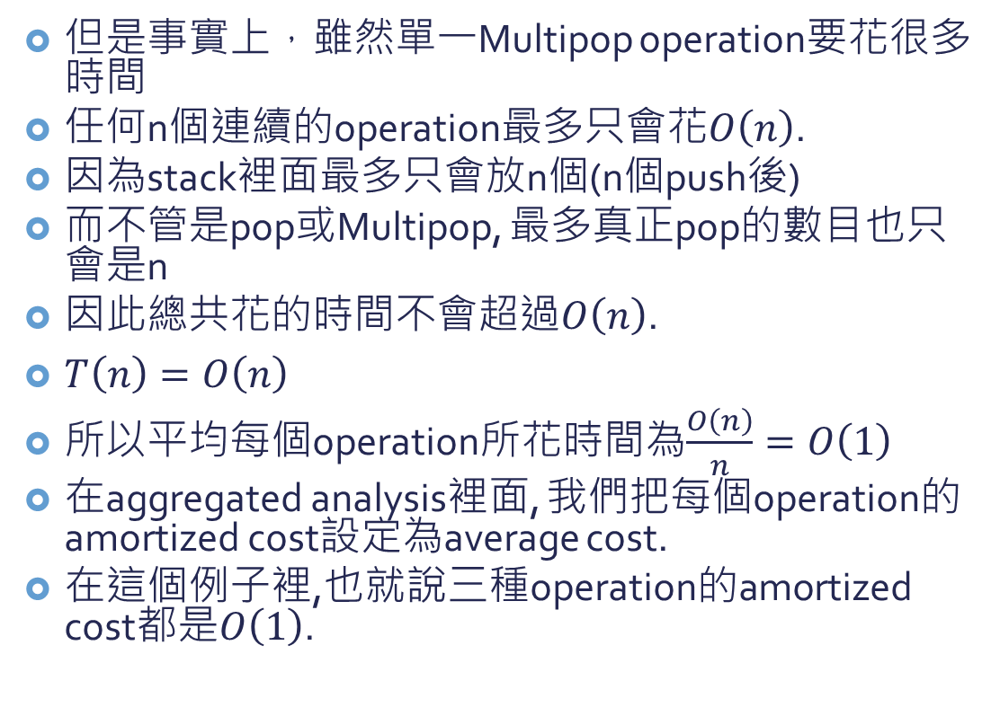 但是事實上，雖然單一Multipop operation要花很多
時間
任何n個連續的operation最多只會花O(n).
因為stack裡面最多只會放n個(n個push後)
而不管是pop或Multipop, 最多真正pop的數目也只
會是n
因此總共花的時間不會超過O(n).
T(n) = O(n)
所以平均每個operation所花時間為O(n)/n = O(1)
在aggregated analysis裡面, 我們把每個operation的
amortized cost設定為average cost.
在這個例子裡,也就說三種operation的amortized
cost都是O(1).